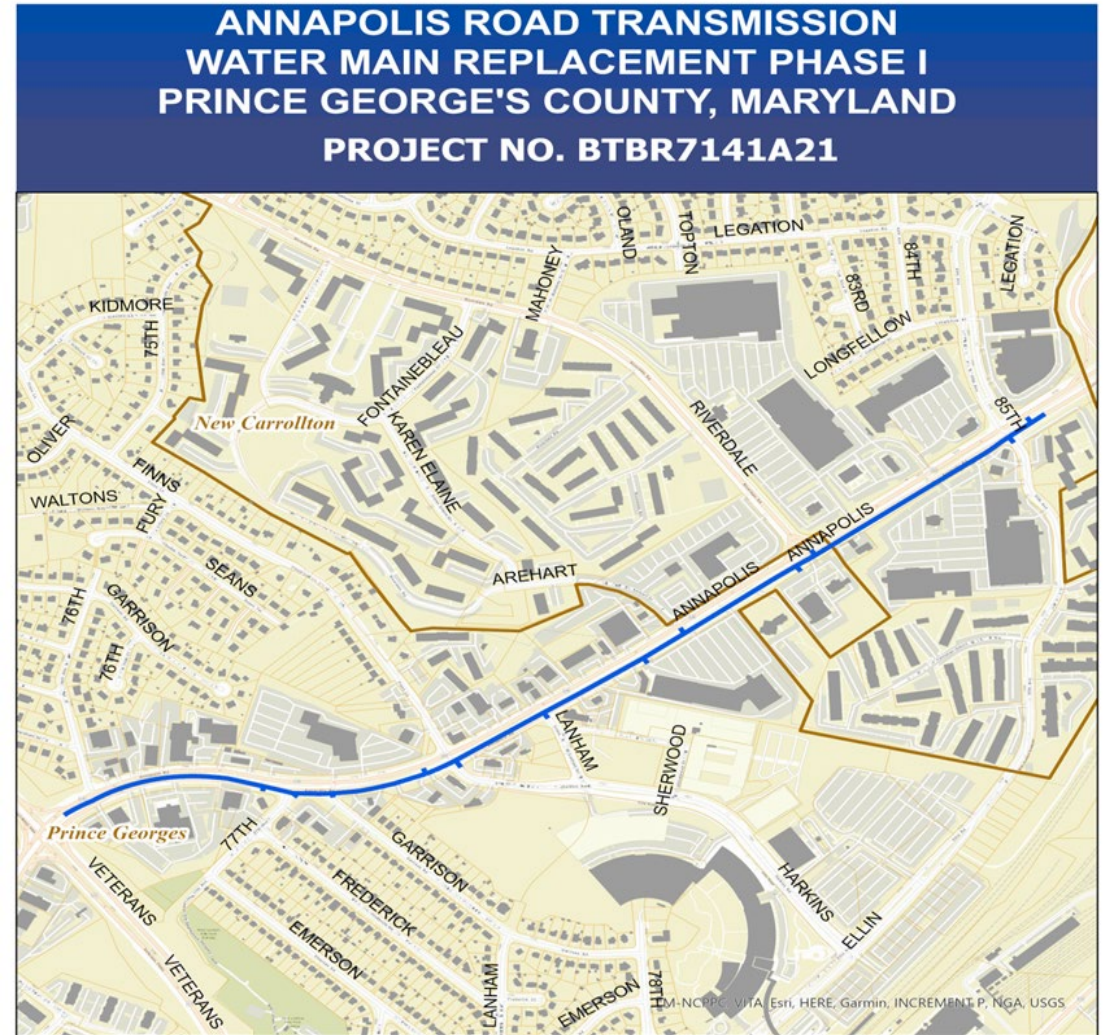 ANNAPOLIS ROAD TRANSMISSION
WATER MAIN REPLACEMENT PHASE I
PRINCE GEORGE'S COUNTY, MARYLAND
PROJECT NO. BTBR7141A21
OLAND
TOPTON
LEGATION
LEGATION
84TH
MAHONEY
83RD
KIDMORE
75TH
LONGFELLOW
FONTAINEBLEAU
New Carrollton
KAREN ELAINE
RIVERDALE
85TH
OLIVER
FINNS
WALTONS
FURY
ANNAPOLIS
ANNAPOLIS
AREHART
SEANS
76TH
GARRISON
76TH
LANHAM
SHERWOOD
Prince Georges
77TH
GARRISON
VETERANS
FREDERICK
HARKINS
EMERSON
ELLIN
VETERANS
LANHAM
EMERSON
78TH
M-NCPPC, VITA, Esri, HERE, Garmin, INCREMENT P, NGA, USGS